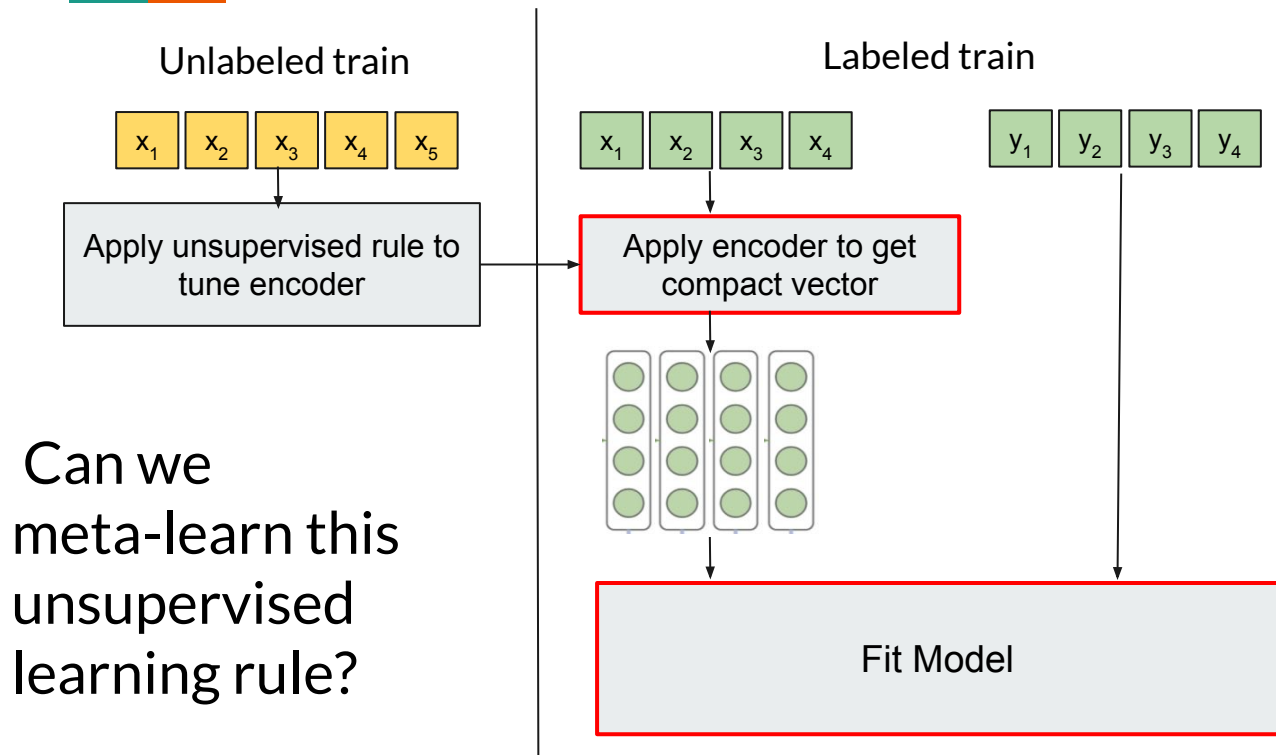 Unlabeled train
x₁ x₂ x₃ x₄ x₅
Apply unsupervised rule to
tune encoder
Can we
meta-learn this
unsupervised
learning rule?
Labeled train
x₁ x₂ x₃ x₄
y₁ y₂ y₃ y₄
Apply encoder to get
compact vector
Fit Model